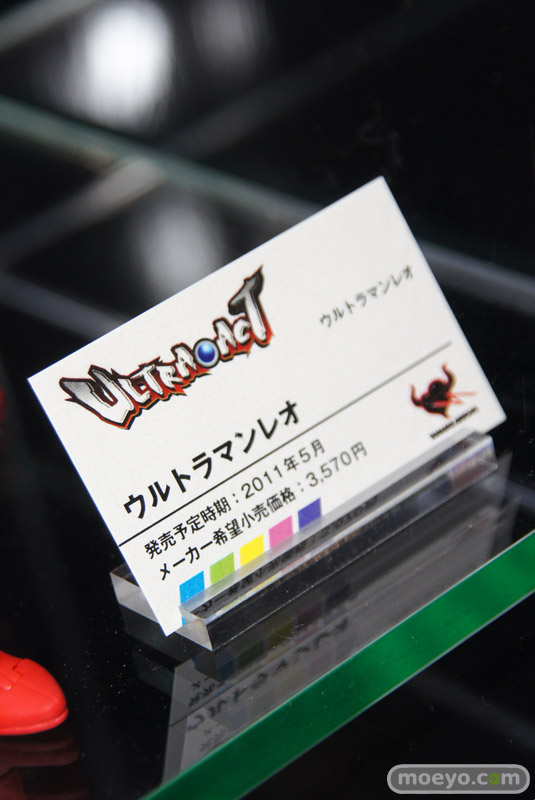 ULTRA-ACT
ウルトラマンレオ
ウルトラマンレオ
発売予定時期：2011年5月
メーカー希望小売価格：3,570円
moeyo.com